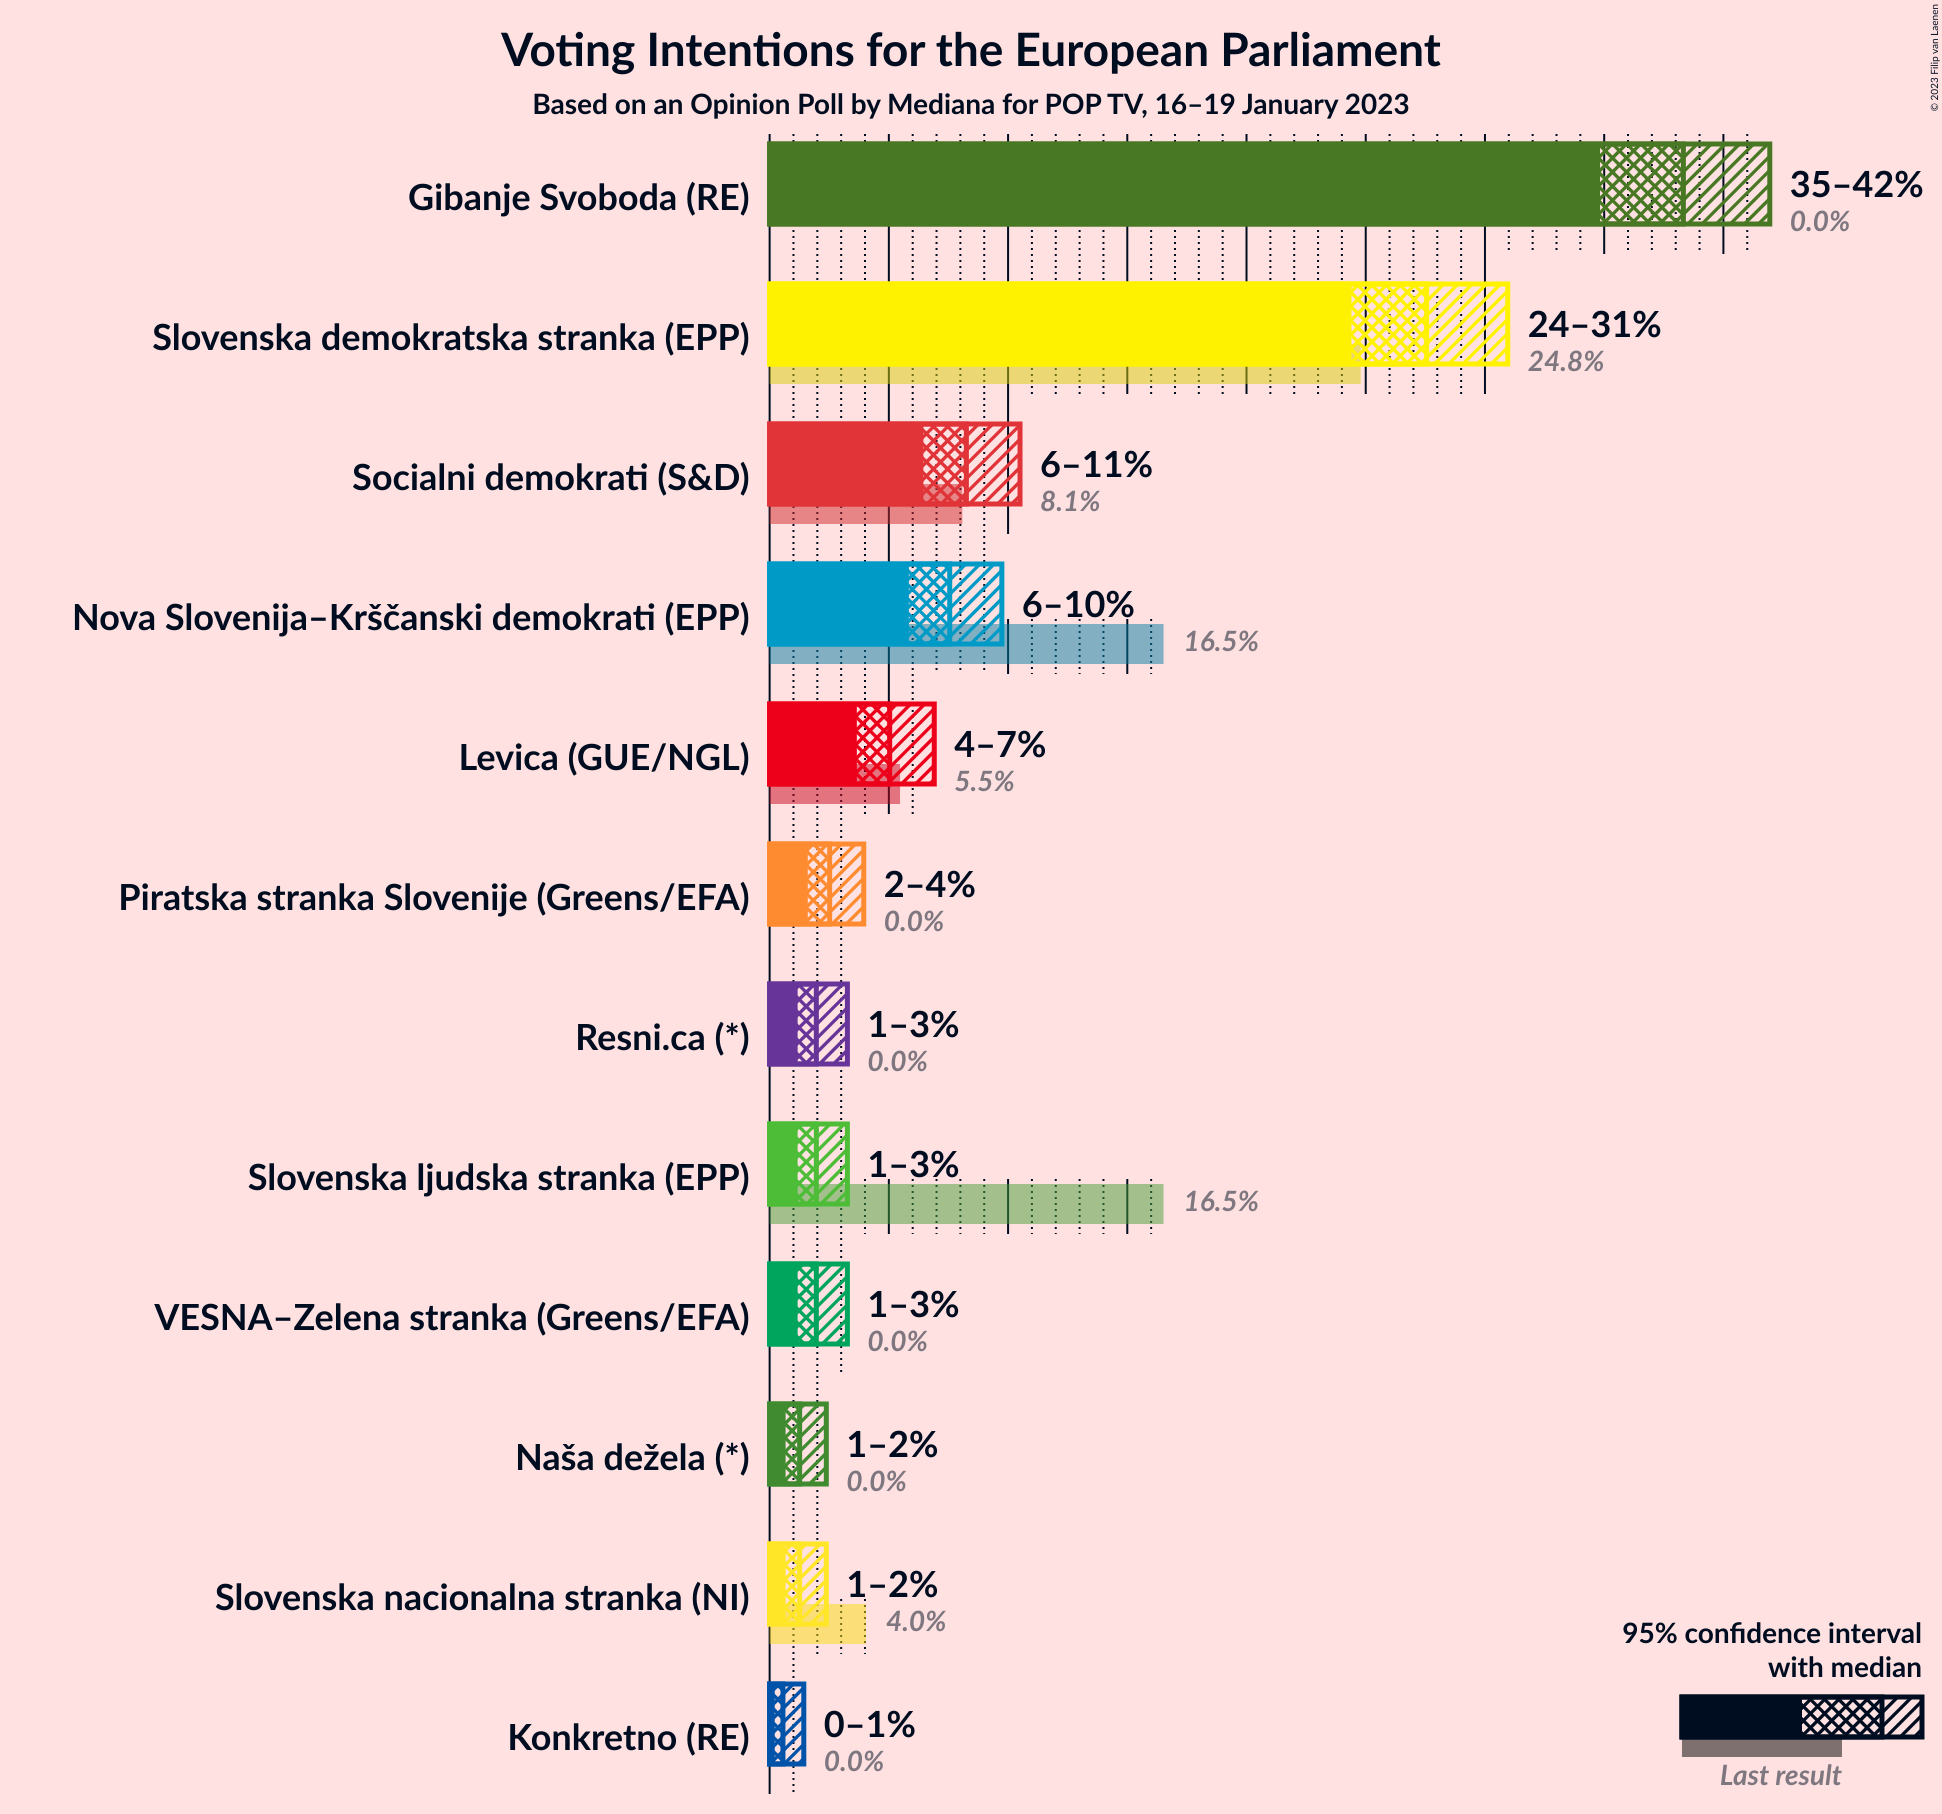 Voting Intentions for the European Parliament
Based on an Opinion Poll by Mediana for POP TV, 16–19 January 2023
© 2023 Filip van Laenen
Gibanje Svoboda (RE)
35–42%
0.0%
Slovenska demokratska stranka (EPP)
24–31%
24.8%
Socialni demokrati (S&D)
6–11%
8.1%
Nova Slovenija–Krščanski demokrati (EPP)
6–10%
16.5%
Levica (GUE/NGL)
4–7%
5.5%
Piratska stranka Slovenije (Greens/EFA)
2–4%
0.0%
Resni.ca (*)
1–3%
0.0%
Slovenska ljudska stranka (EPP)
1–3%
16.5%
VESNA–Zelena stranka (Greens/EFA)
1–3%
0.0%
Naša dežela (*)
1–2%
0.0%
Slovenska nacionalna stranka (NI)
1–2%
4.0%
Konkretno (RE)
0–1%
0.0%
95% confidence interval
with median
Last result